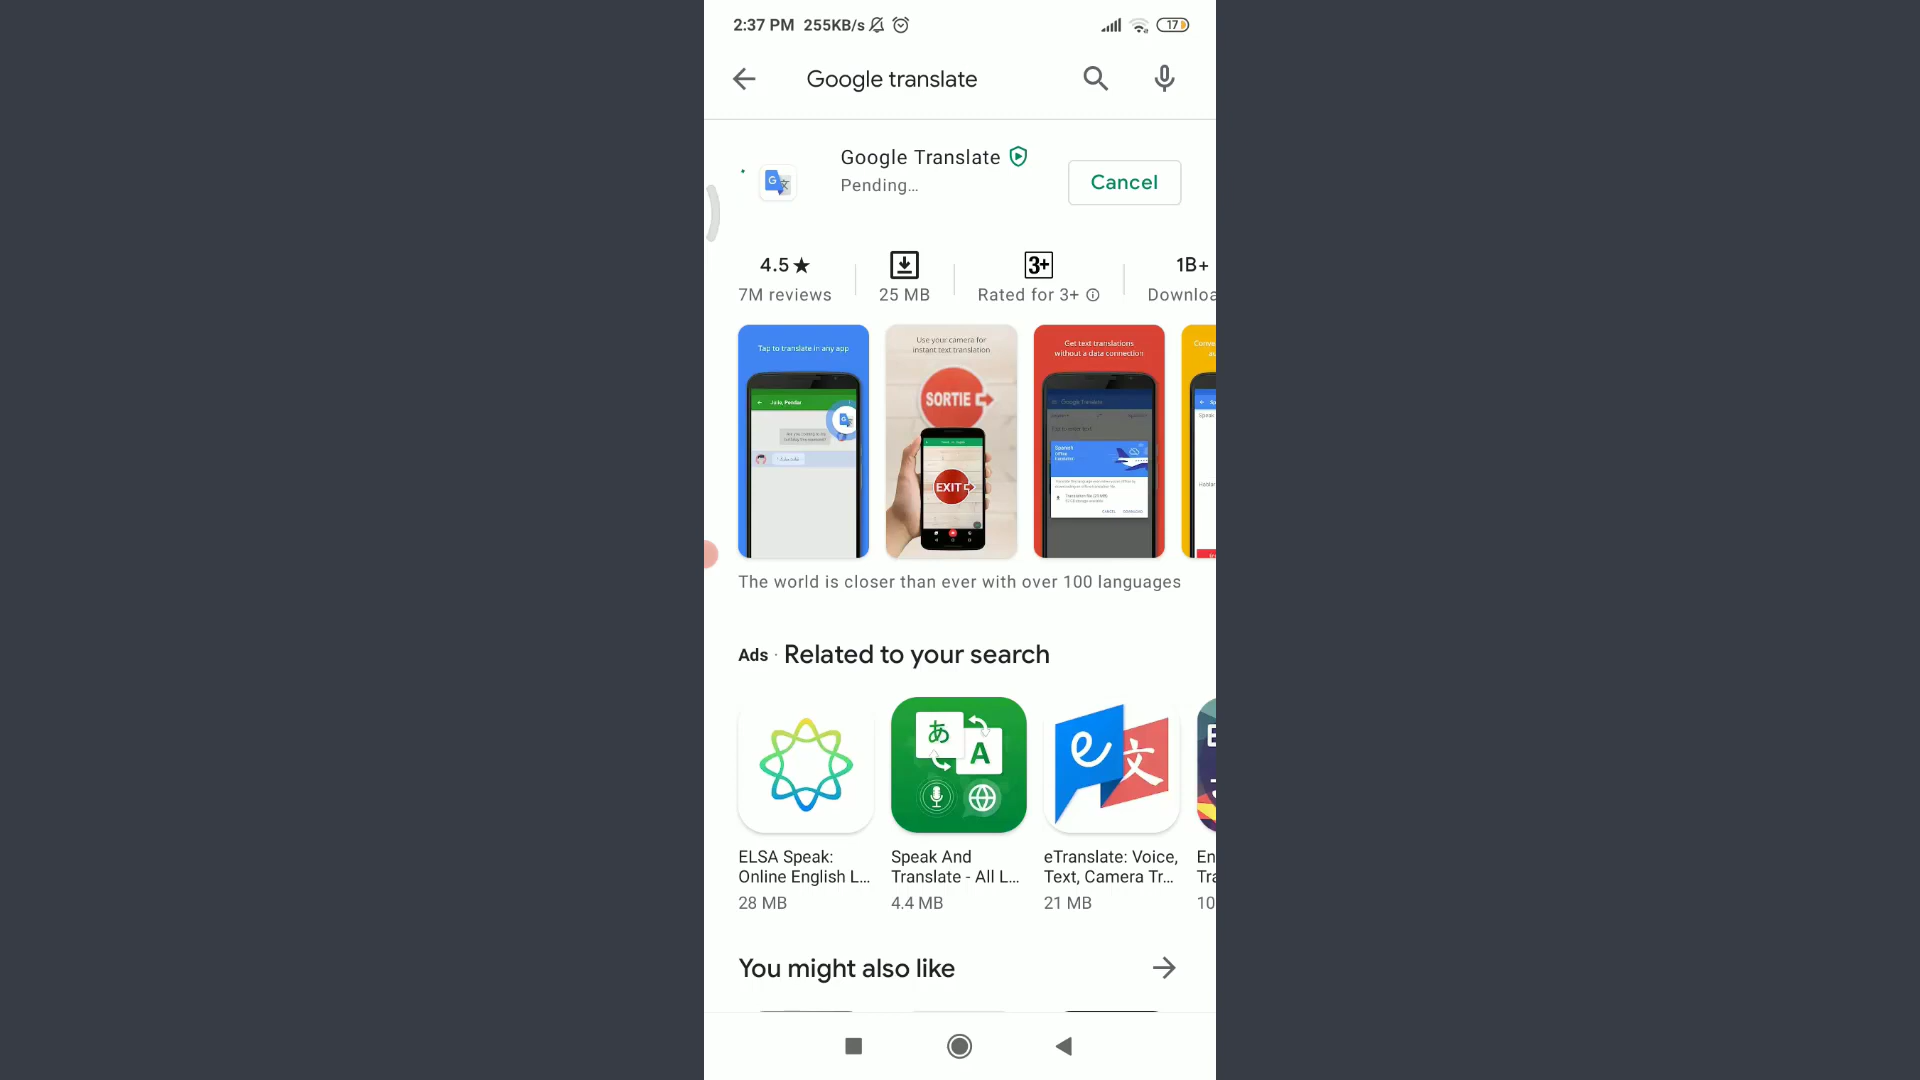 2:37 PM 255KB/s 17
Google translate
Google Translate
Pending...
Cancel
4.5★
7M reviews
25 MB
3+
Rated for 3+
1B+
Downloa
Tap to translate in any app
Use your camera for
instant text translation
SORTIE
EXIT
Get text translations
without a data connection
The world is closer than ever with over 100 languages
Ads · Related to your search
あ
A
e
文
ELSA Speak:
Online English L...
28 MB
Speak And
Translate - All L...
4.4 MB
eTranslate: Voice,
Text, Camera Tr...
21 MB
En
Tra
10
You might also like